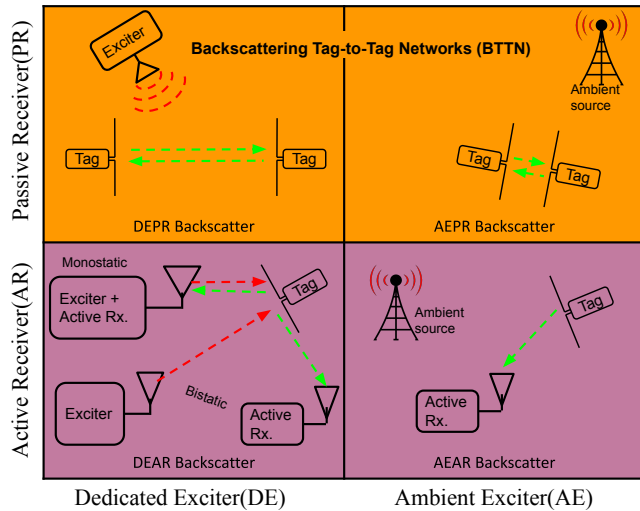 Passive Receiver(PR)
Exciter
Backscattering Tag-to-Tag Networks (BTTN)
Ambient
source
Tag
Tag
Tag
Tag
DEPR Backscatter
AEPR Backscatter
Active Receiver(AR)
Monostatic
Exciter +
Active Rx.
Tag
Exciter
Bistatic
Active
Rx.
DEAR Backscatter
Ambient
source
Tag
Active
Rx.
AEAR Backscatter
Dedicated Exciter(DE)
Ambient Exciter(AE)